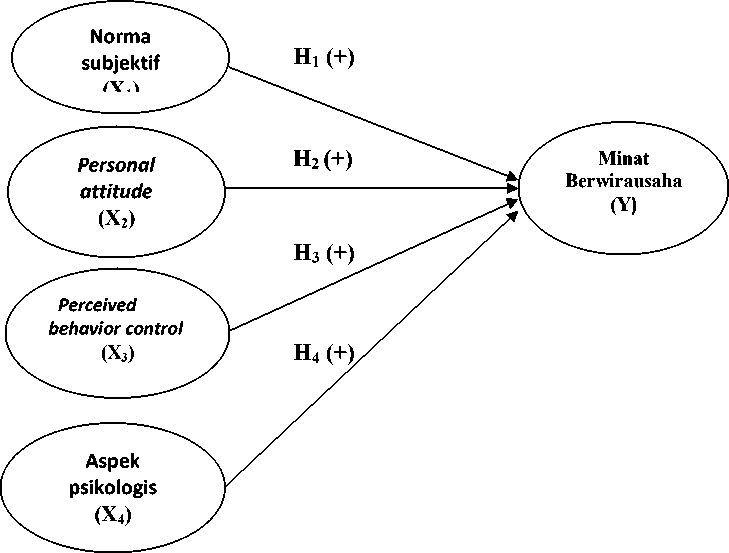 Norma
subjektif
H₁ (+)
Personal
attitude
(X₂)
H₂ (+)
Minat
Berwirausaha
(Y)
Perceived
behavior control
(X₃)
H₃ (+)
H₄ (+)
Aspek
psikologis
(X₄)